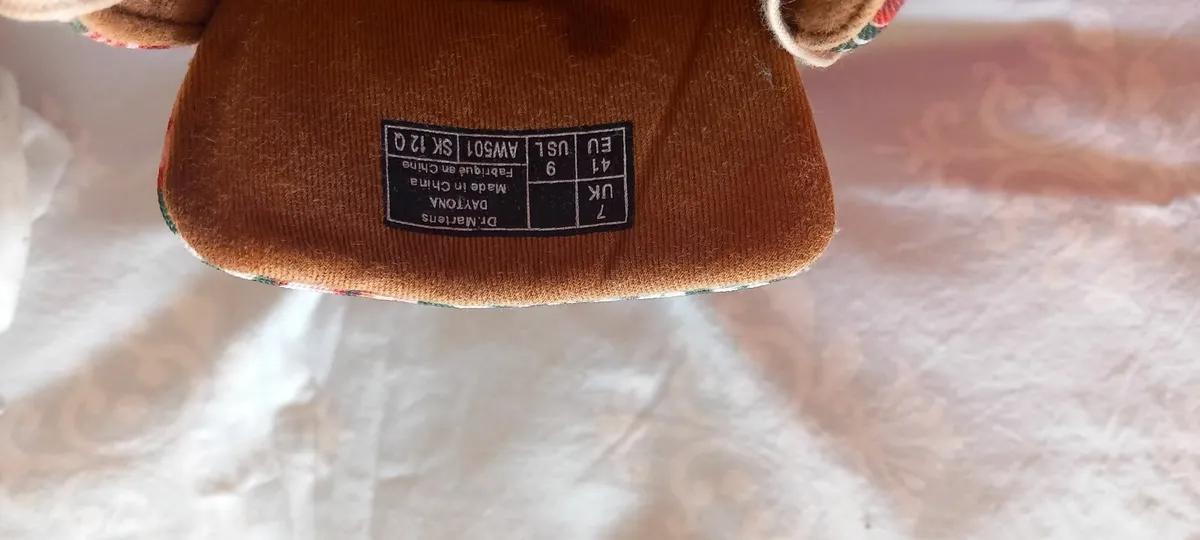 Dr. Martens
DAYTONA
Made in China
Fabriqué en Chine
AW501 SK 12 Q
7 UK
41 EU
9 USL